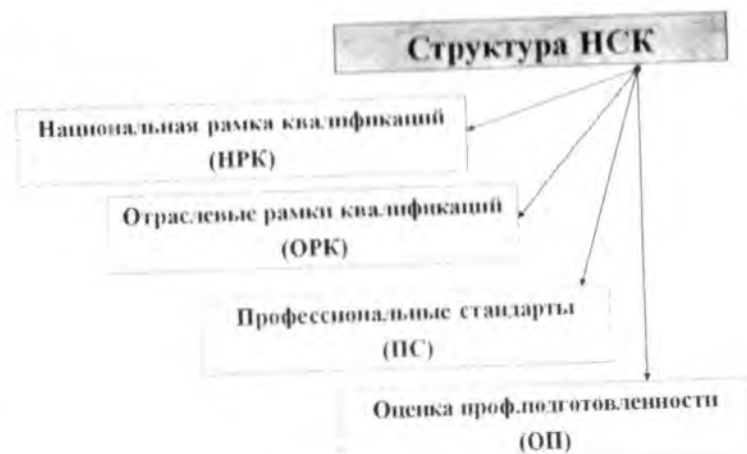 Структура НСК
Национальная рамка квалификаций
(НРК)
Отраслевые рамки квалификаций
(ОРК)
Профессиональные стандарты
(ПС)
Оценка проф.подготовленности
(ОП)